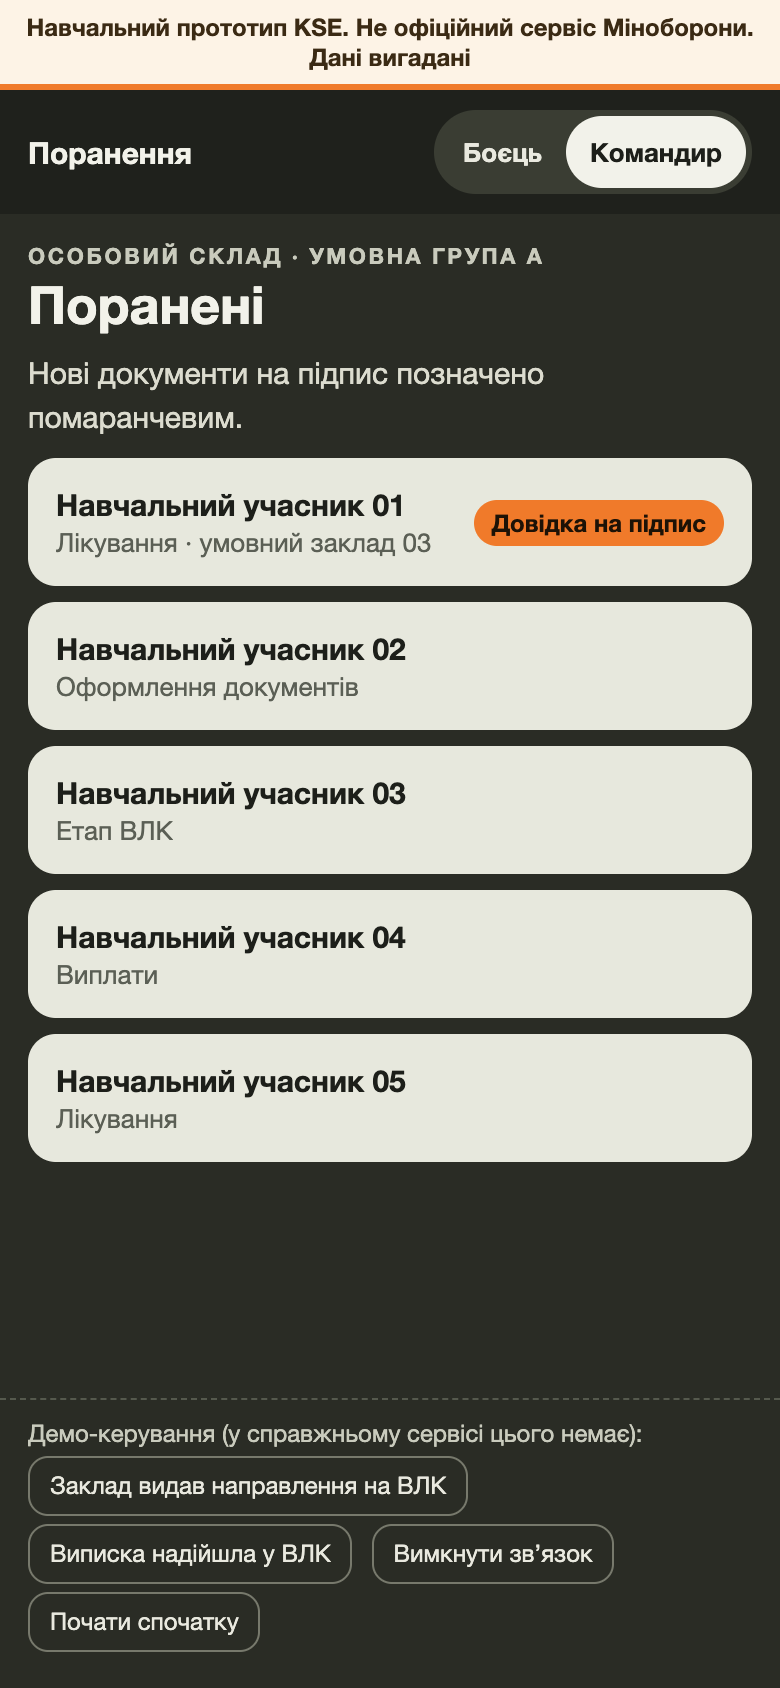 Навчальний прототип KSE. Не офіційний сервіс Міноборони.
Дані вигадані
Поранення
Боєць
Командир
ОСОБОВИЙ СКЛАД · УМОВНА ГРУПА А
Поранені
Нові документи на підпис позначено
помаранчевим.
Навчальний учасник 01
Лікування · умовний заклад 03
Довідка на підпис
Навчальний учасник 02
Оформлення документів
Навчальний учасник 03
Етап ВЛК
Навчальний учасник 04
Виплати
Навчальний учасник 05
Лікування
Демо-керування (у справжньому сервісі цього немає):
Заклад видав направлення на ВЛК
Виписка надійшла у ВЛК
Вимкнути зв’язок
Почати спочатку